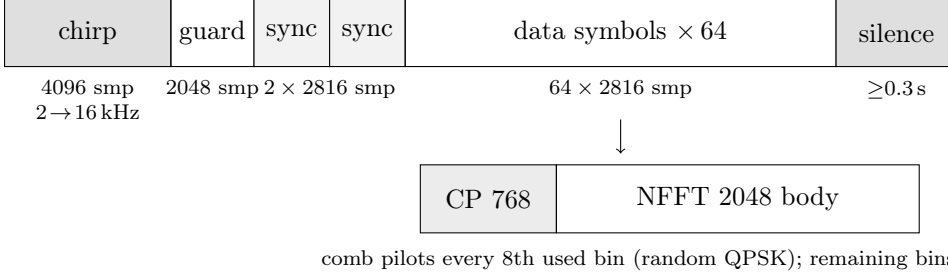 chirp guard sync sync data symbols × 64 silence
4096 smp 2048 smp 2 × 2816 smp 64 × 2816 smp ≥0.3 s
2→16 kHz
CP 768 NFFT 2048 body
comb pilots every 8th used bin (random QPSK); remaining bin